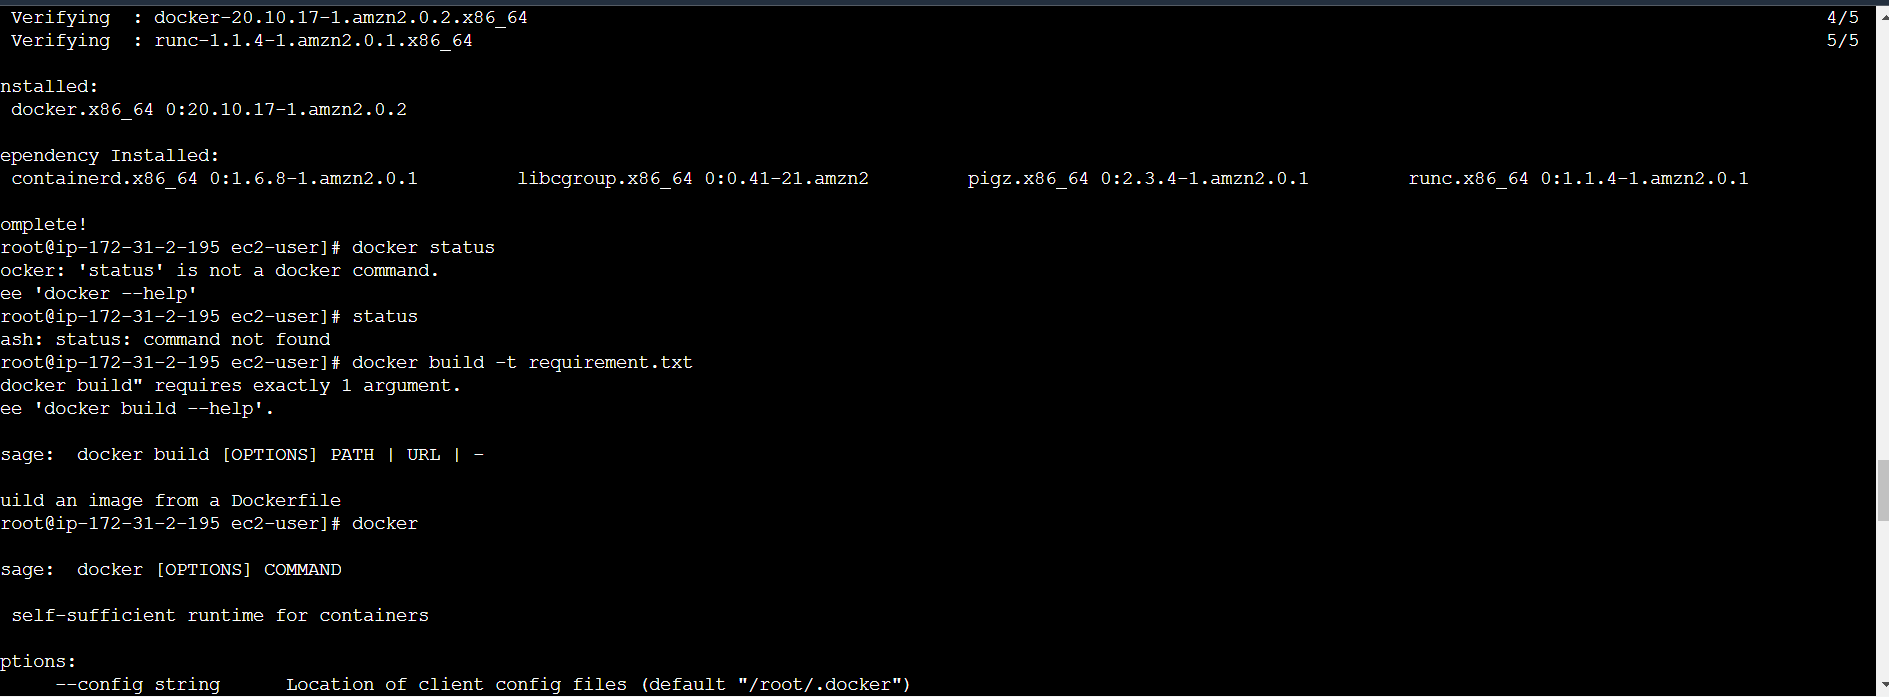 Verifying  : docker-20.10.17-1.amzn2.0.2.x86_64 4/5
Verifying  : runc-1.1.4-1.amzn2.0.1.x86_64 5/5
nstalled:
docker.x86_64 0:20.10.17-1.amzn2.0.2
ependency Installed:
containerd.x86_64 0:1.6.8-1.amzn2.0.1 libcgroup.x86_64 0:0.41-21.amzn2 pigz.x86_64 0:2.3.4-1.amzn2.0.1 runc.x86_64 0:1.1.4-1.amzn2.0.1
omplete!
root@ip-172-31-2-195 ec2-user]# docker status
ocker: 'status' is not a docker command.
ee 'docker --help'
root@ip-172-31-2-195 ec2-user]# status
ash: status: command not found
root@ip-172-31-2-195 ec2-user]# docker build -t requirement.txt
docker build" requires exactly 1 argument.
ee 'docker build --help'.
sage:  docker build [OPTIONS] PATH | URL | -
uild an image from a Dockerfile
root@ip-172-31-2-195 ec2-user]# docker
sage:  docker [OPTIONS] COMMAND
self-sufficient runtime for containers
ptions:
--config string      Location of client config files (default "/root/.docker")